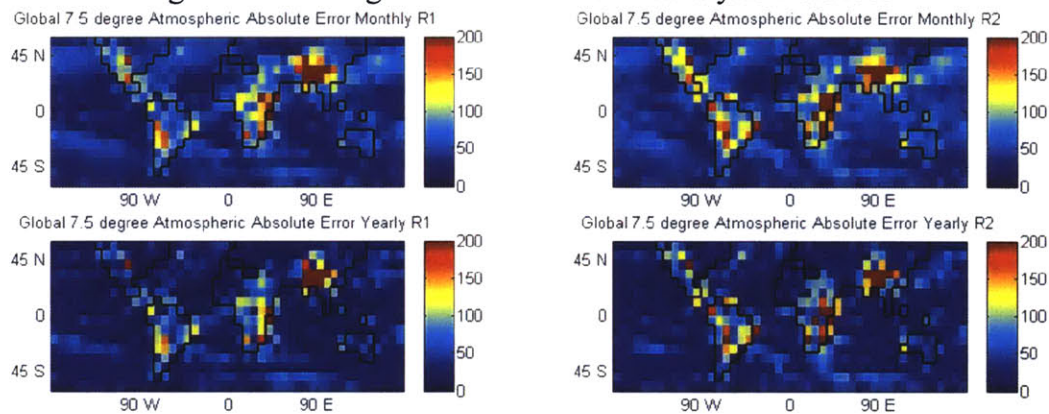 Global 7.5 degree Atmospheric Absolute Error Monthly R1
45 N
0
45 S
90 W 0 90 E
200
150
100
50
0
Global 7.5 degree Atmospheric Absolute Error Monthly R2
45 N
0
45 S
90 W 0 90 E
200
150
100
50
0
Global 7.5 degree Atmospheric Absolute Error Yearly R1
45 N
0
45 S
90 W 0 90 E
200
150
100
50
0
Global 7.5 degree Atmospheric Absolute Error Yearly R2
45 N
0
45 S
90 W 0 90 E
200
150
100
50
0